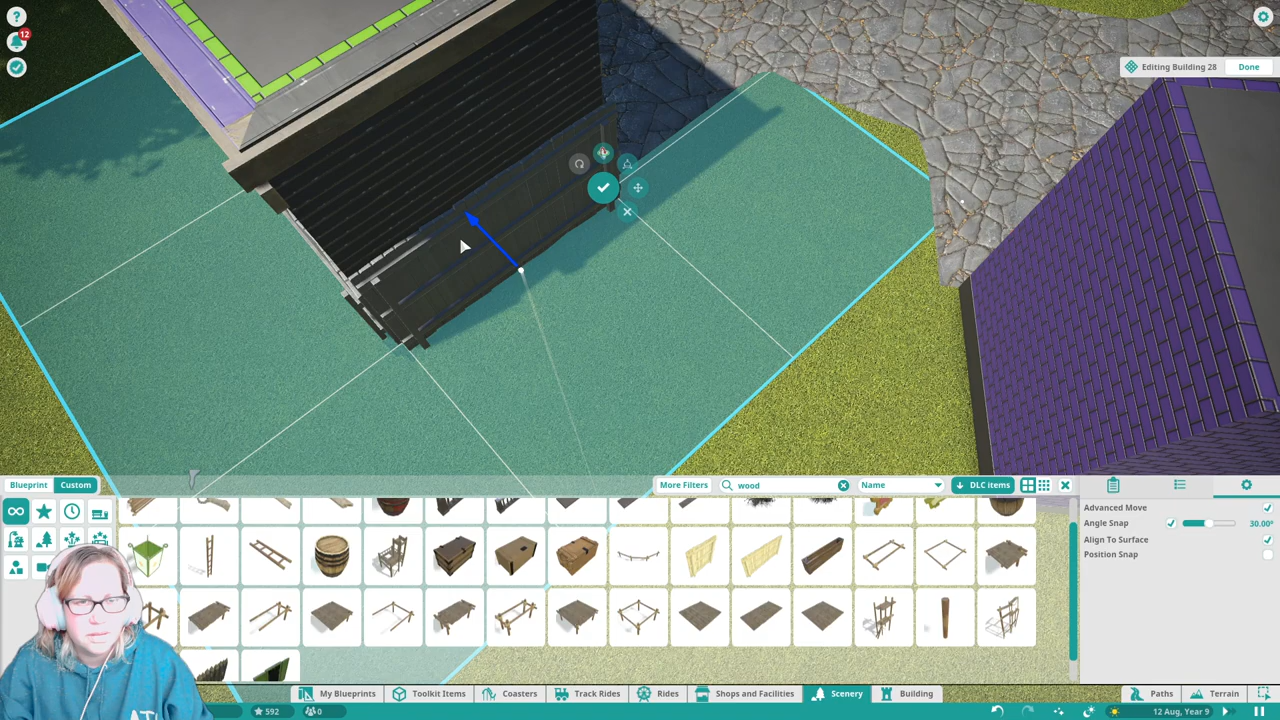 ?
12
Editing Building 28
Done
Blueprint
Custom
More Filters
wood
Name
DLC items
Advanced Move
Angle Snap
30.00°
Align To Surface
Position Snap
My Blueprints
Toolkit Items
Coasters
Track Rides
Rides
Shops and Facilities
Scenery
Building
Paths
Terrain
592
0
12 Aug, Year 9